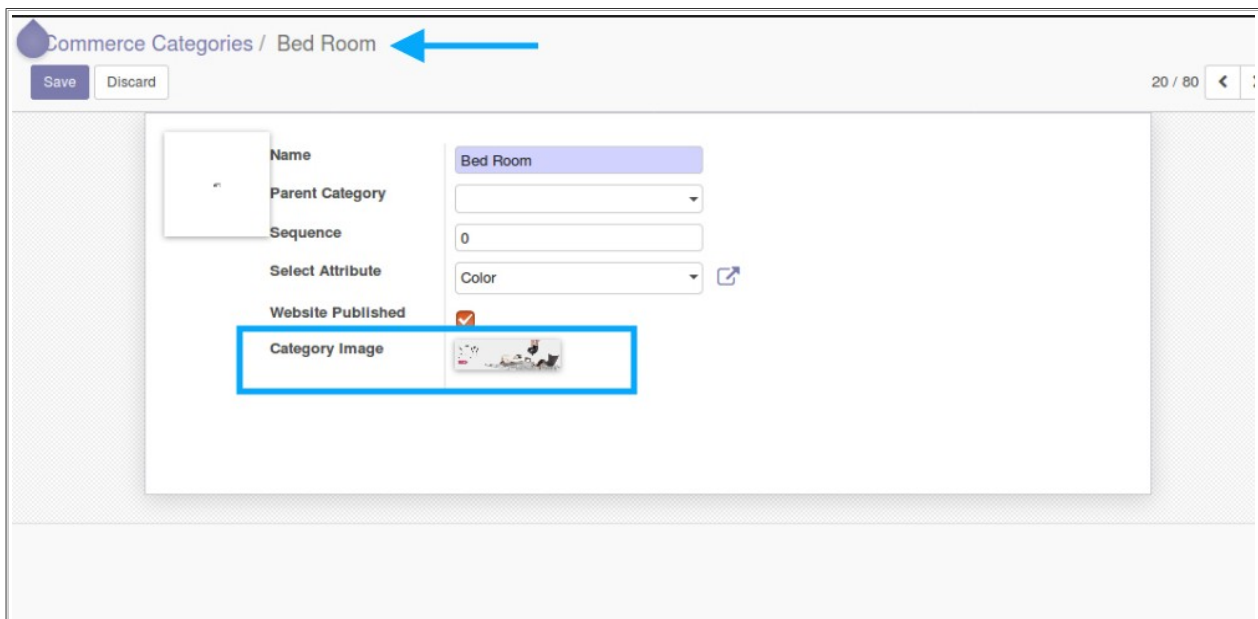 Commerce Categories / Bed Room
Save Discard 20 / 80
Name Bed Room
Parent Category
Sequence 0
Select Attribute Color
Website Published
Category Image